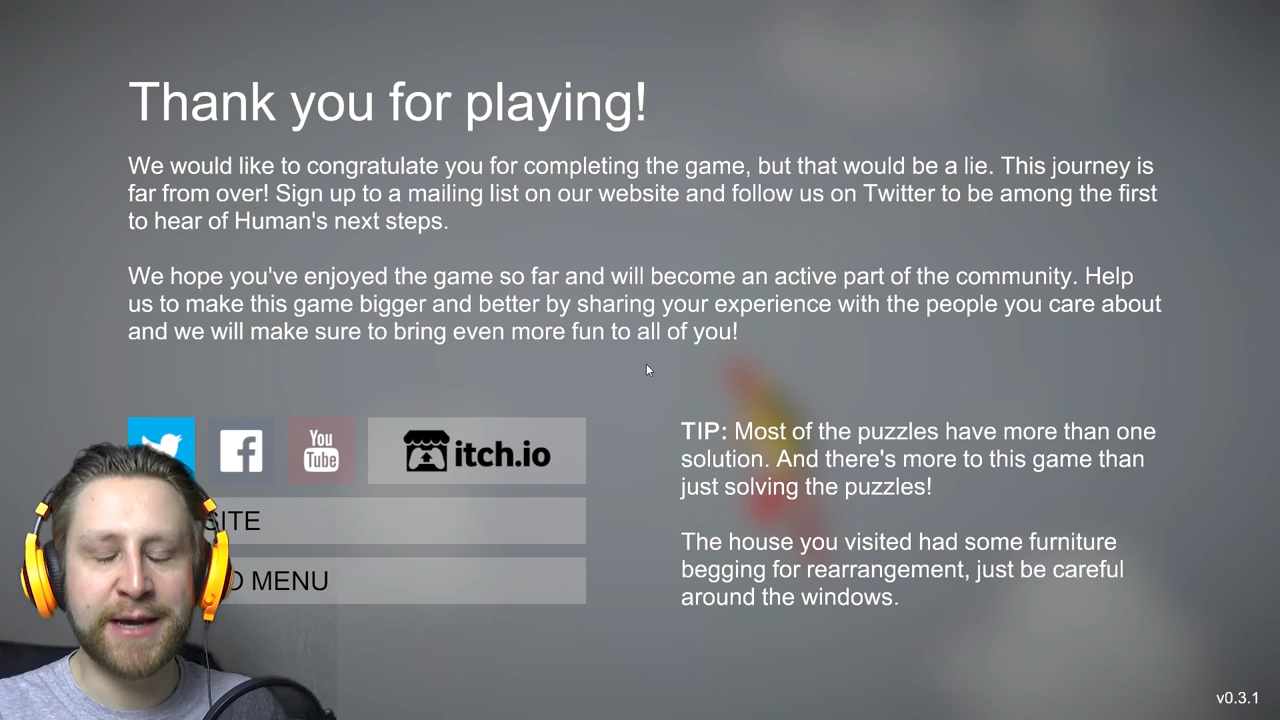 Thank you for playing!
We would like to congratulate you for completing the game, but that would be a lie. This journey is
far from over! Sign up to a mailing list on our website and follow us on Twitter to be among the first
to hear of Human's next steps.
We hope you've enjoyed the game so far and will become an active part of the community. Help
us to make this game bigger and better by sharing your experience with the people you care about
and we will make sure to bring even more fun to all of you!
You
Tube
itch.io
SITE
O MENU
TIP: Most of the puzzles have more than one
solution. And there's more to this game than
just solving the puzzles!
The house you visited had some furniture
begging for rearrangement, just be careful
around the windows.
v0.3.1